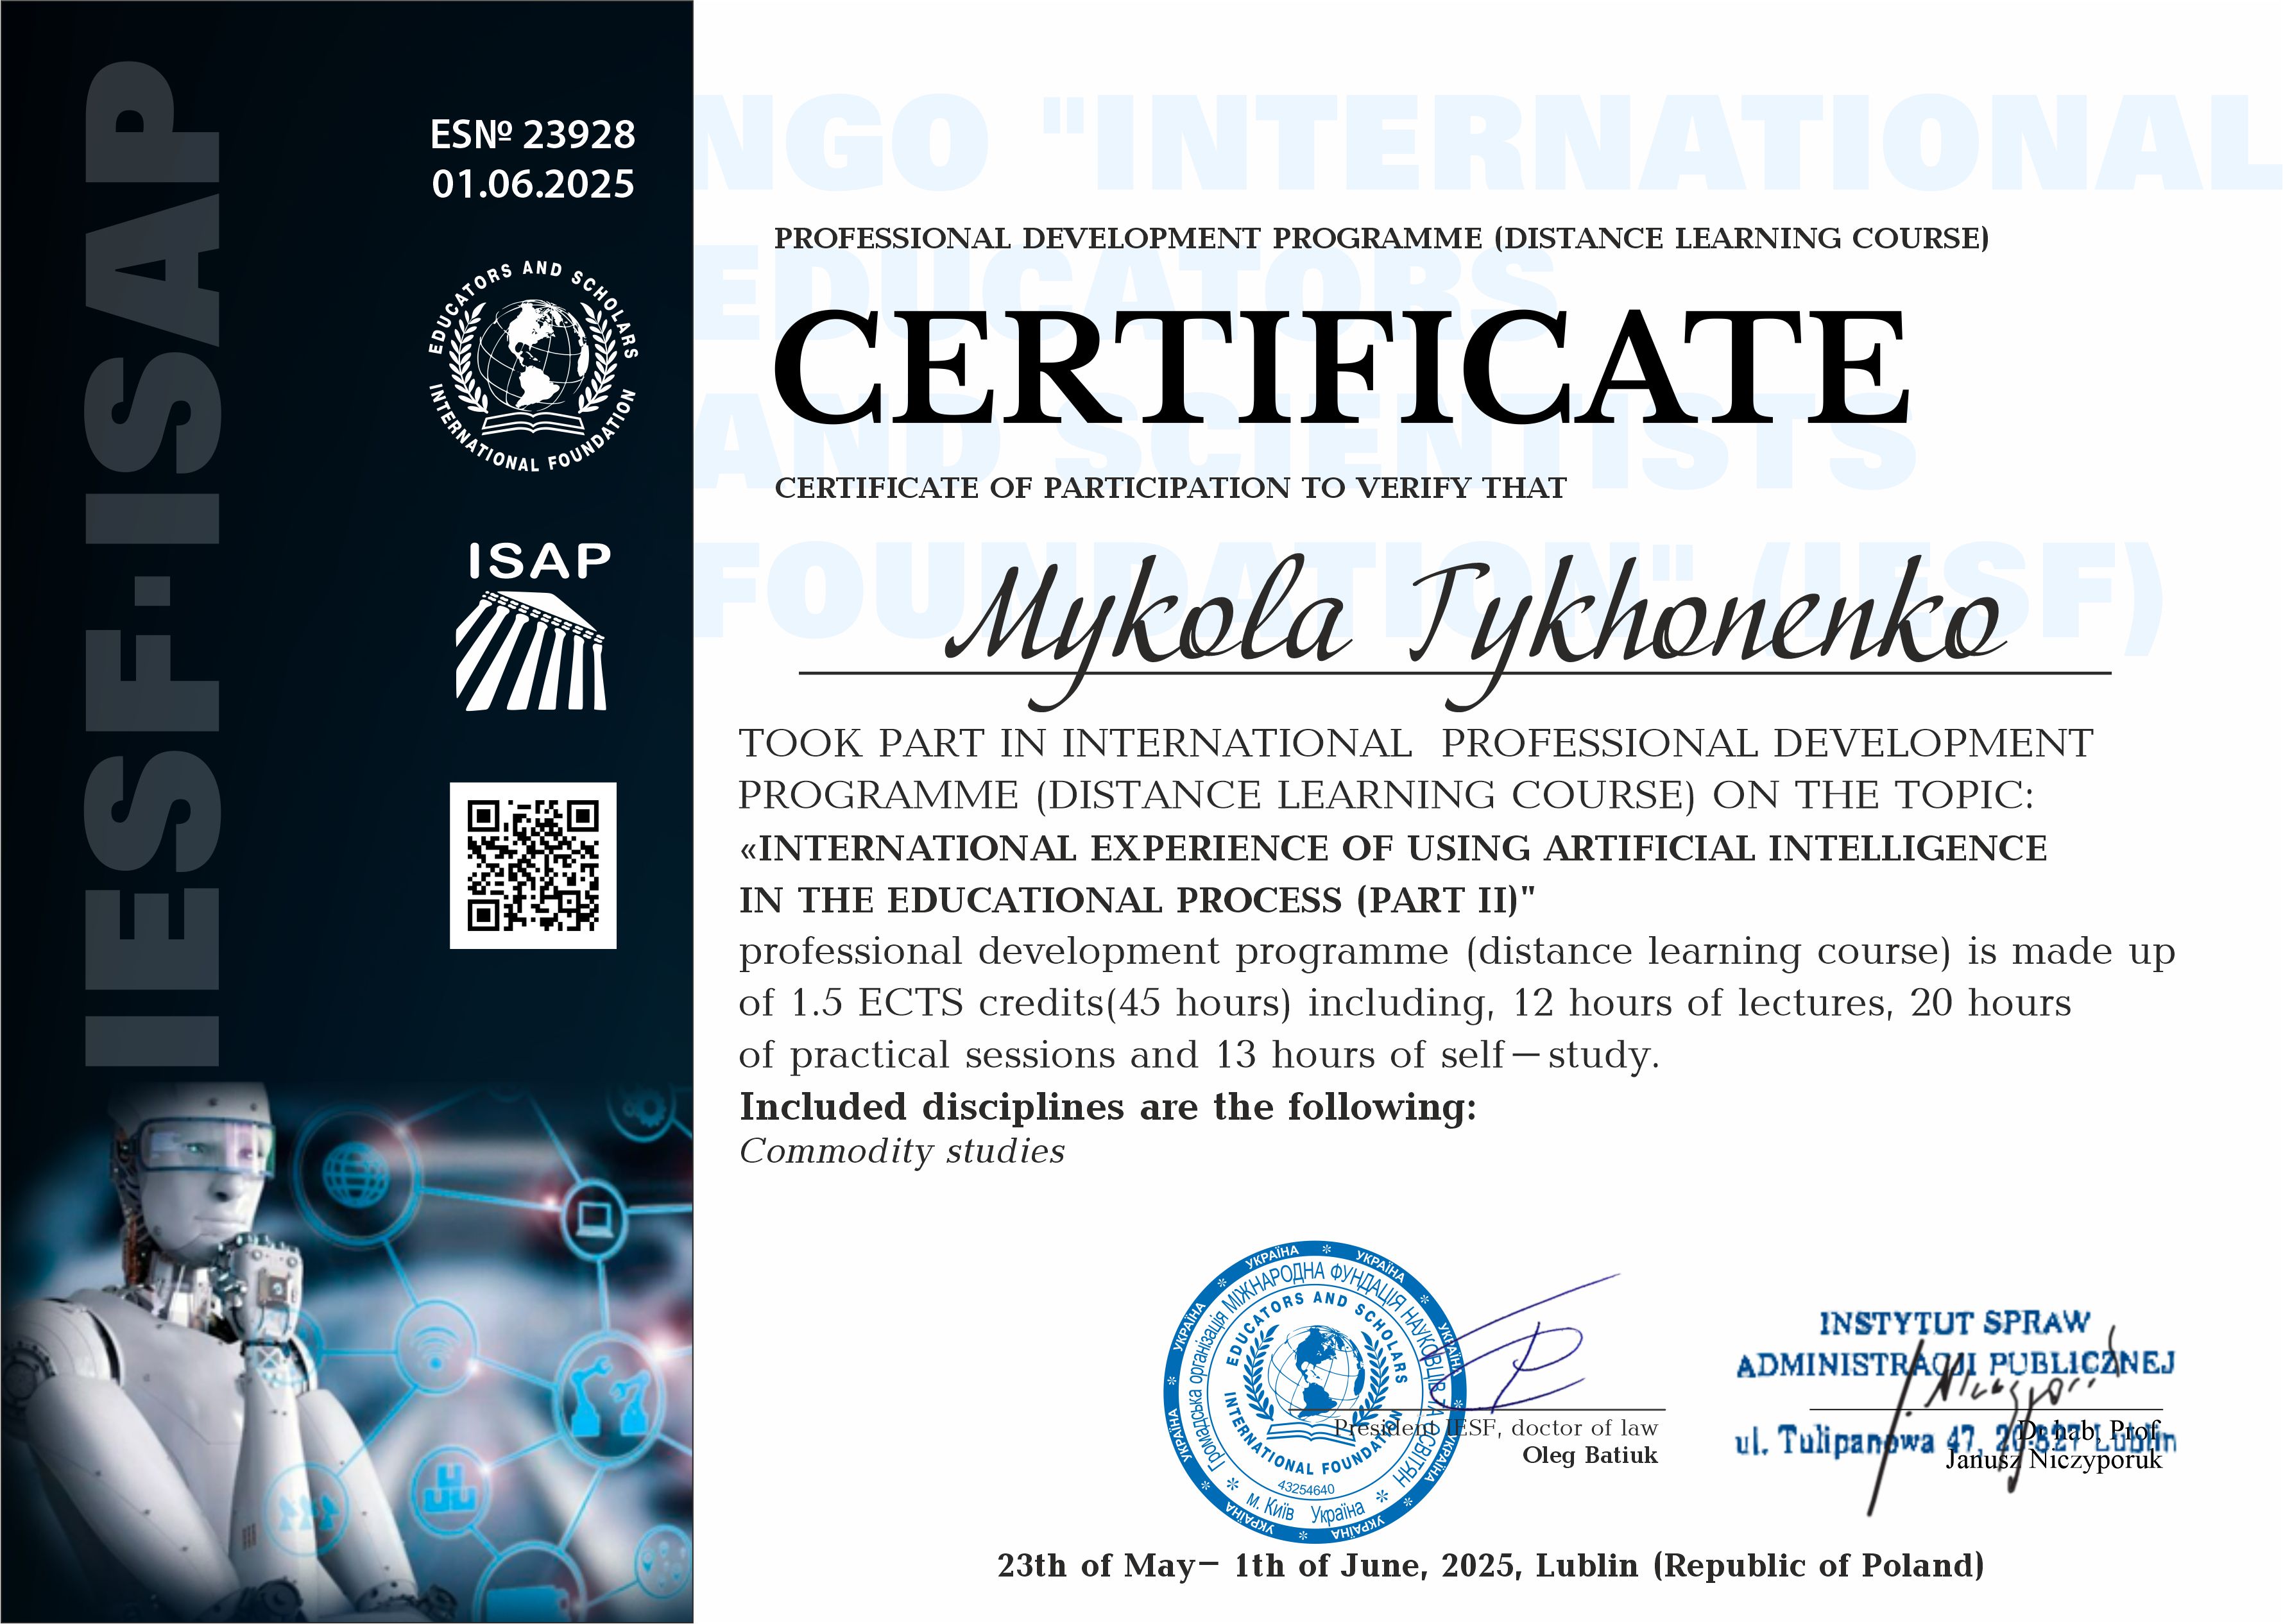 IESF·ISAP
ES№ 23928
01.06.2025
EDUCATORS AND SCHOLARS
INTERNATIONAL FOUNDATION
ISAP
NGO "INTERNATIONAL
EDUCATORS
AND SCIENTISTS
FOUNDATION" (IESF)
PROFESSIONAL DEVELOPMENT PROGRAMME (DISTANCE LEARNING COURSE)
CERTIFICATE
CERTIFICATE OF PARTICIPATION TO VERIFY THAT
Mykola Tykhonenko
TOOK PART IN INTERNATIONAL PROFESSIONAL DEVELOPMENT
PROGRAMME (DISTANCE LEARNING COURSE) ON THE TOPIC:
«INTERNATIONAL EXPERIENCE OF USING ARTIFICIAL INTELLIGENCE
IN THE EDUCATIONAL PROCESS (PART II)"
professional development programme (distance learning course) is made up
of 1.5 ECTS credits(45 hours) including, 12 hours of lectures, 20 hours
of practical sessions and 13 hours of self—study.
Included disciplines are the following:
Commodity studies
УКРАЇНА * УКРАЇНА * УКРАЇНА * УКРАЇНА * УКРАЇНА * УКРАЇНА * УКРАЇНА * УКРАЇНА *
Громадська організація МІЖНАРОДНА ФУНДАЦІЯ НАУКОВЦІВ ТА ОСВІТЯН
* м. Київ Україна *
EDUCATORS AND SCHOLARS
INTERNATIONAL FOUNDATION
43254640
President IESF, doctor of law
Oleg Batiuk
INSTYTUT SPRAW
ADMINISTRACJI PUBLICZNEJ
ul. Tulipanowa 47, Lublin
Dr hab, Prof
Janusz Niczyporuk
23th of May— 1th of June, 2025, Lublin (Republic of Poland)